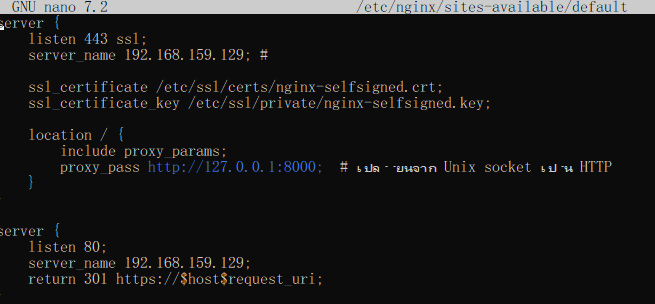 GNU nano 7.2 /etc/nginx/sites-available/default
server {
listen 443 ssl;
server_name 192.168.159.129; #
ssl_certificate /etc/ssl/certs/nginx-selfsigned.crt;
ssl_certificate_key /etc/ssl/private/nginx-selfsigned.key;
location / {
include proxy_params;
proxy_pass http://127.0.0.1:8000; # เปลี่ยนจาก Unix socket เป็น HTTP
}
server {
listen 80;
server_name 192.168.159.129;
return 301 https://$host$request_uri;